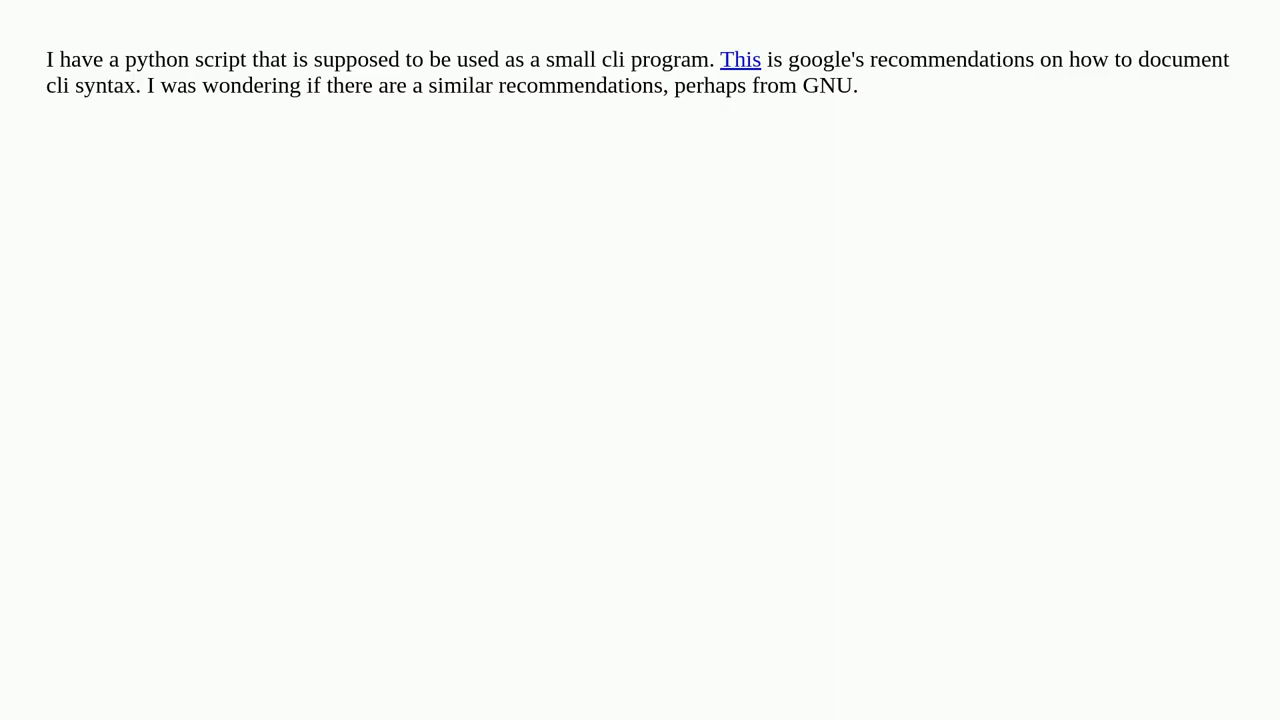 I have a python script that is supposed to be used as a small cli program. This is google's recommendations on how to document
cli syntax. I was wondering if there are a similar recommendations, perhaps from GNU.